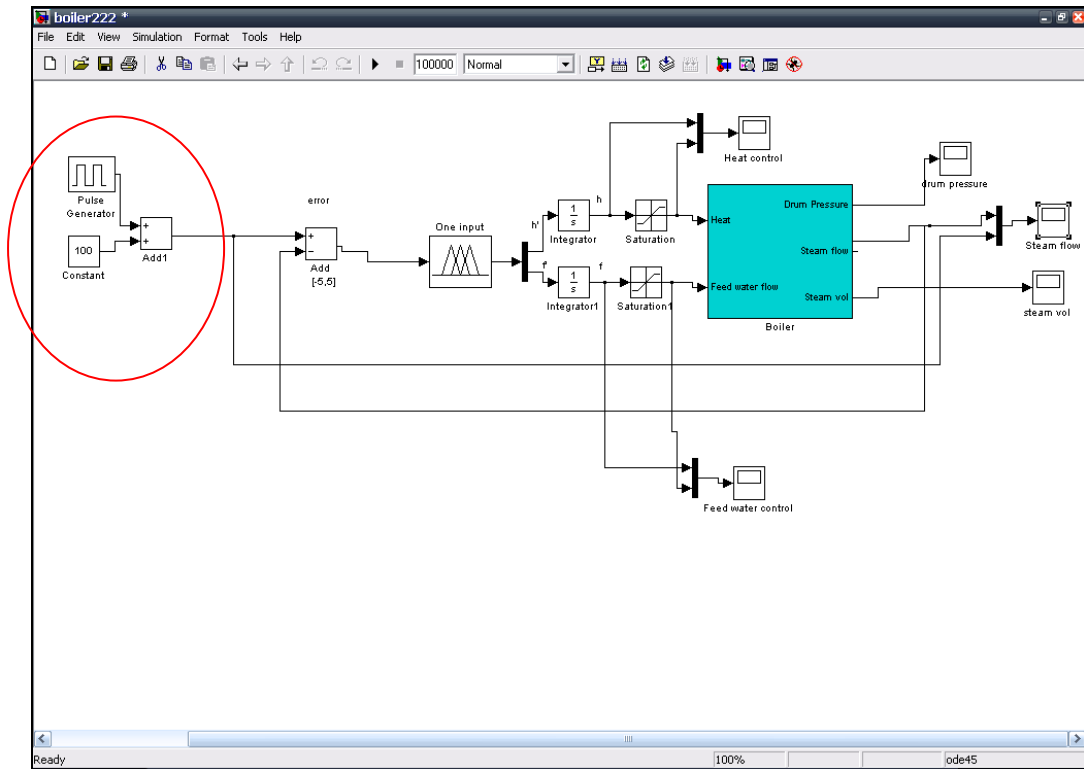 boiler222 *
File Edit View Simulation Format Tools Help
100000 Normal
Pulse
Generator
+
+
100
Constant
Add1
error
+
−
Add
[-5,5]
One input
h'
f'
1
s
Integrator
h
Saturation
1
s
Integrator1
f
Saturation1
Heat control
Heat
Feed water flow
Drum Pressure
Steam flow
Steam vol
Boiler
drum pressure
Steam flow
steam vol
Feed water control
Ready 100% ode45